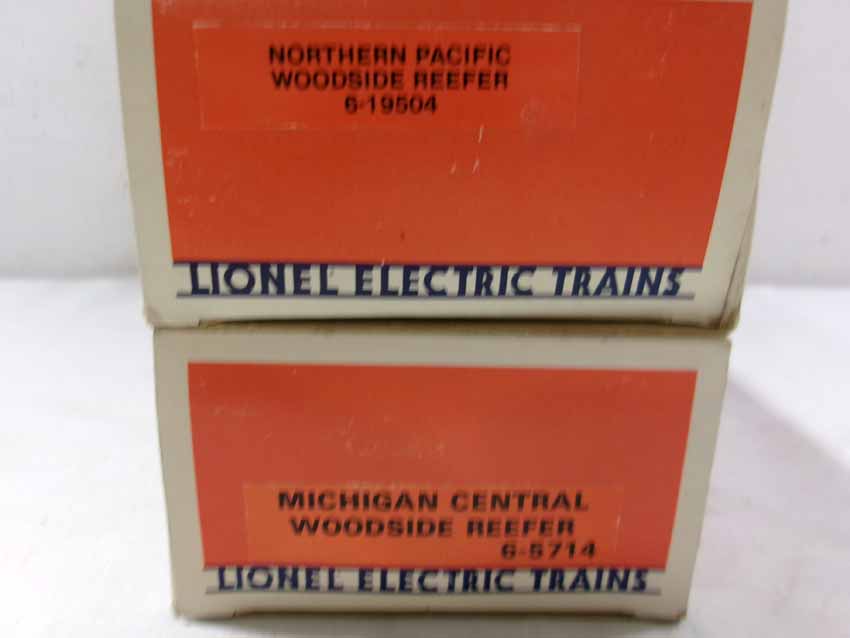 NORTHERN PACIFIC
WOODSIDE REEFER
6-19504
LIONEL ELECTRIC TRAINS
MICHIGAN CENTRAL
WOODSIDE REEFER
6-5714
LIONEL ELECTRIC TRAINS